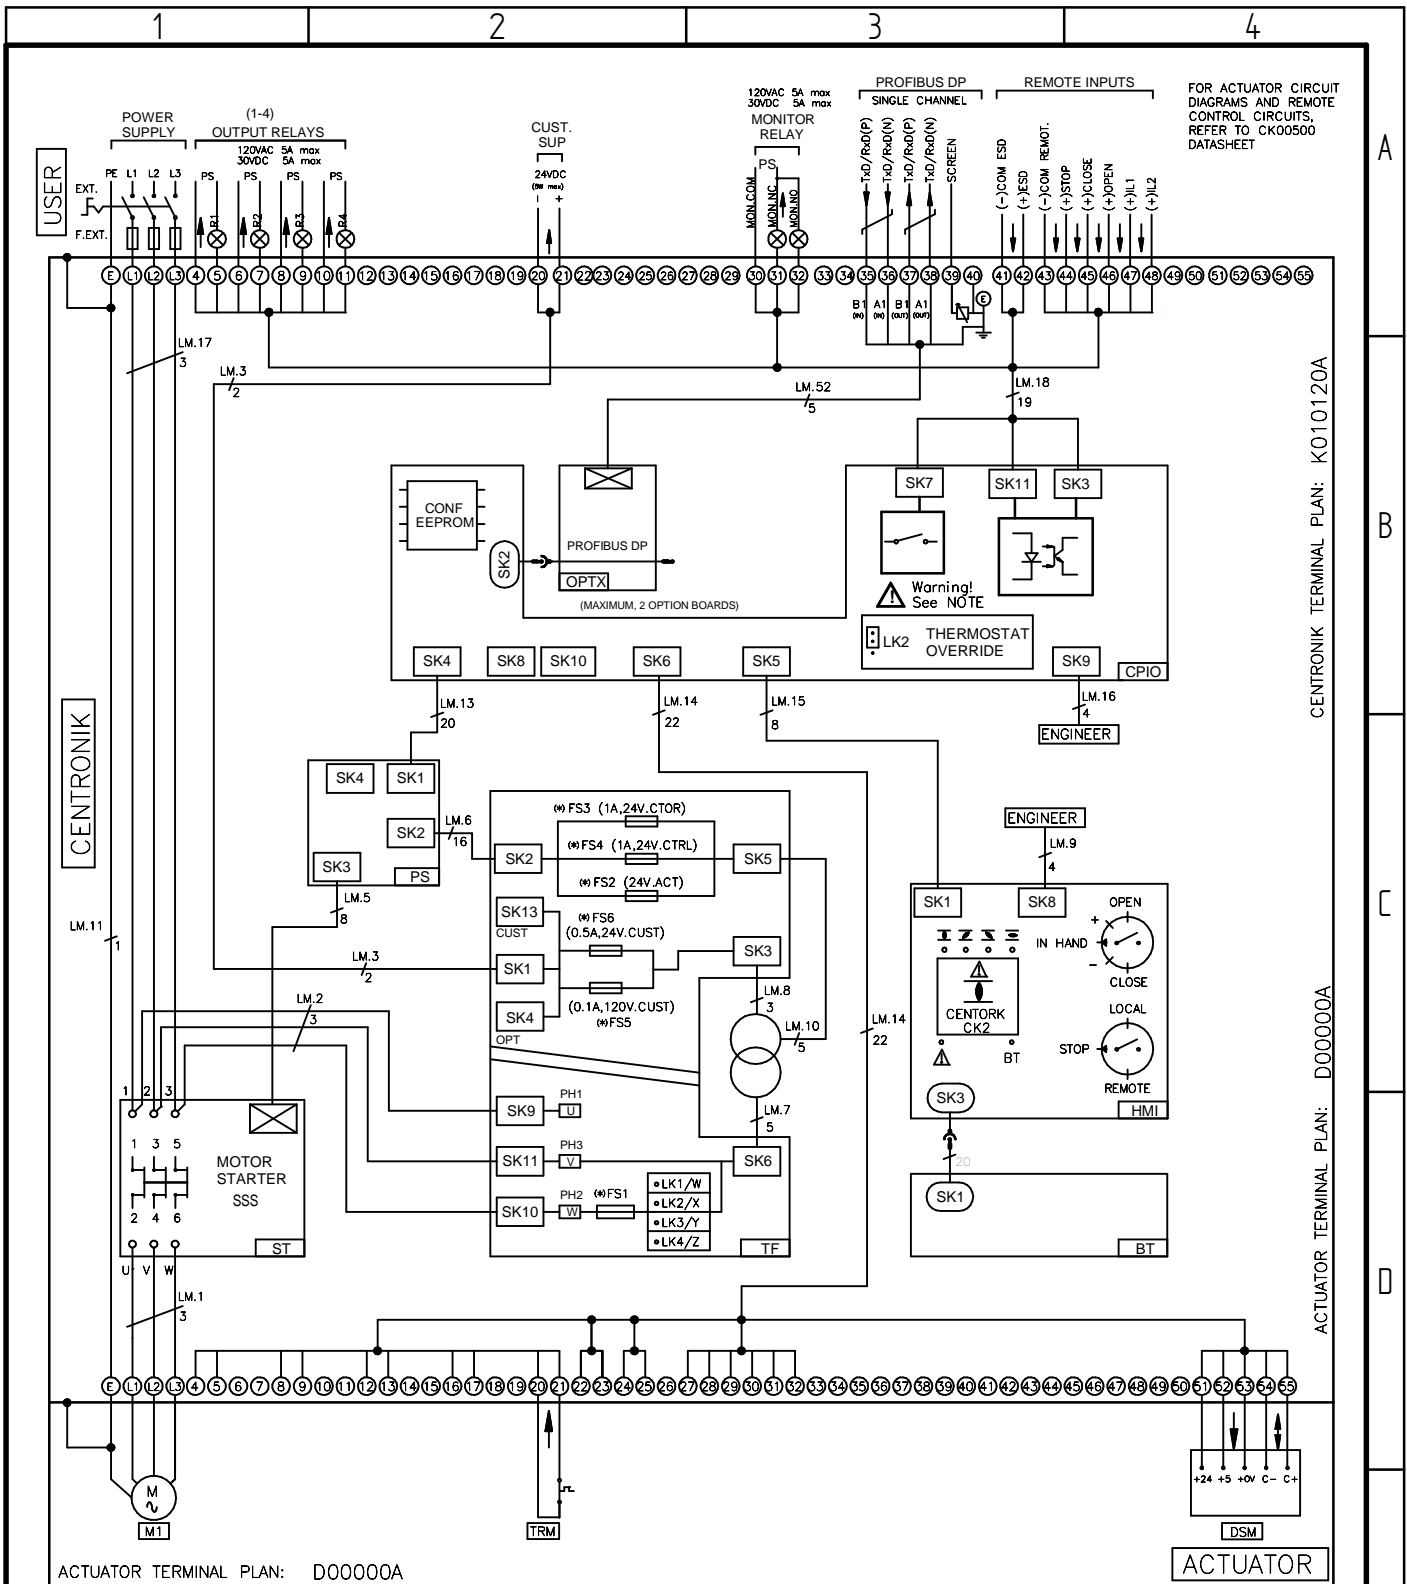 1 2 3 4
A
B
C
D
USER
POWER
SUPPLY
(1-4)
OUTPUT RELAYS
120VAC 5A max
30VDC 5A max
PE L1 L2 L3
EXT.
F.EXT.
PS PS PS PS
R1 R2 R3 R4
CUST.
SUP
24VDC
(5W max)
- +
120VAC 5A max
30VDC 5A max
MONITOR
RELAY
PS
MON.COM
MON.NC
MON.NO
PROFIBUS DP
SINGLE CHANNEL
TxD/RxD(P)
TxD/RxD(N)
TxD/RxD(P)
TxD/RxD(N)
SCREEN
REMOTE INPUTS
(-)COM ESD
(+)ESD
(-)COM REMOT.
(+)STOP
(+)CLOSE
(+)OPEN
(+)IL1
(+)IL2
FOR ACTUATOR CIRCUIT
DIAGRAMS AND REMOTE
CONTROL CIRCUITS,
REFER TO CK00500
DATASHEET
E L1 L2 L3 4 5 6 7 8 9 10 11 12 13 14 15 16 17 18 19 20 21 22 23 24 25 26 27 28 29 30 31 32 33 34 35 36 37 38 39 40 41 42 43 44 45 46 47 48 49 50 51 52 53 54 55
B1 A1 B1 A1
(IN) (IN) (OUT) (OUT)
E
LM.17
3
LM.3
2
LM.52
5
LM.18
19
CENTRONIK TERMINAL PLAN: K010120A
CONF
EEPROM
SK2
PROFIBUS DP
OPTX
(MAXIMUM, 2 OPTION BOARDS)
SK7
SK11
SK3
Warning!
See NOTE
LK2
THERMOSTAT
OVERRIDE
SK4
SK8
SK10
SK6
SK5
SK9
CPIO
LM.13
20
LM.14
22
LM.15
8
LM.16
4
ENGINEER
CENTRONIK
SK4
SK1
SK2
SK3
PS
LM.6
16
LM.5
8
(*)FS3 (1A,24V.CTOR)
(*)FS4 (1A,24V.CTRL)
(*)FS2 (24V.ACT)
SK2
SK5
SK13
CUST
(*)FS6
(0.5A,24V.CUST)
SK1
SK3
SK4
OPT
(0.1A,120V.CUST)
(*)FS5
LM.3
2
LM.8
3
LM.10
5
LM.14
22
LM.7
5
LM.11
1
LM.2
3
ENGINEER
LM.9
4
SK1
SK8
OPEN
+
IN HAND
-
CLOSE
CENTORK
CK2
BT
LOCAL
STOP
REMOTE
SK3
HMI
20
SK1
BT
ACTUATOR TERMINAL PLAN: D00000A
1 2 3
1 3 5
2 4 6
MOTOR
STARTER
SSS
ST
U V W
SK9
PH1
U
SK11
PH3
V
SK6
SK10
PH2
W
(*)FS1
LK1/W
LK2/X
LK3/Y
LK4/Z
TF
LM.1
3
E L1 L2 L3 4 5 6 7 8 9 10 11 12 13 14 15 16 17 18 19 20 21 22 23 24 25 26 27 28 29 30 31 32 33 34 35 36 37 38 39 40 41 42 43 44 45 46 47 48 49 50 51 52 53 54 55
M
M1
TRM
+24 +5 +0V C- C+
DSM
ACTUATOR
ACTUATOR TERMINAL PLAN: D00000A